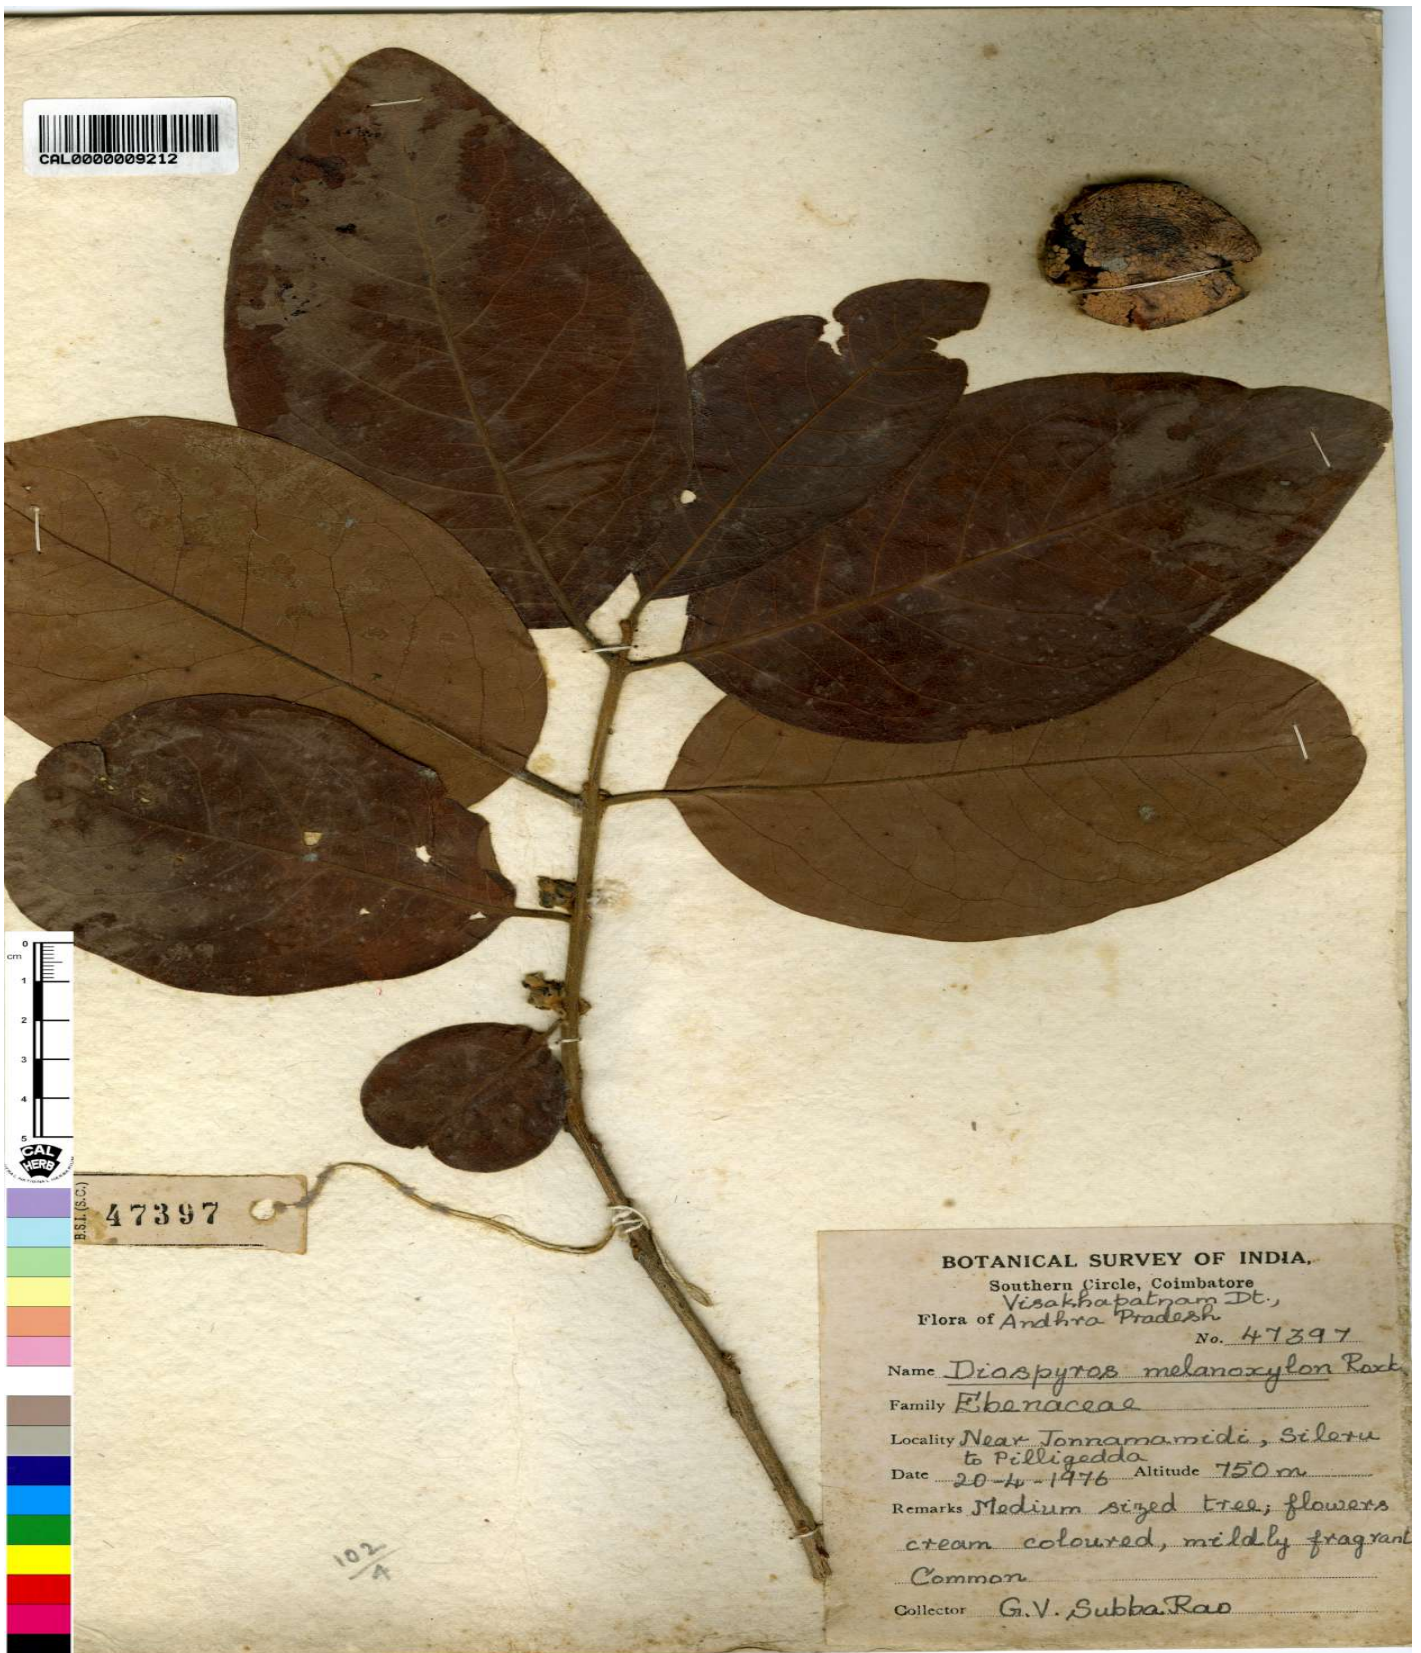 CAL0000009212
0
cm
1
2
3
4
5
CAL
HERB
B.S.I. (S.C.)
47397
102
4
BOTANICAL SURVEY OF INDIA,
Southern Circle, Coimbatore
Visakhapatnam Dt.,
Flora of Andhra Pradesh
No. 47397
Name Diospyros melanoxylon Roxb
Family Ebenaceae
Locality Near Jonnamamidi, Sileru
to Pilligedda
Date 20-4-1976 Altitude 750m
Remarks Medium sized tree; flowers
cream coloured, mildly fragrant
Common
Collector G.V. Subba Rao